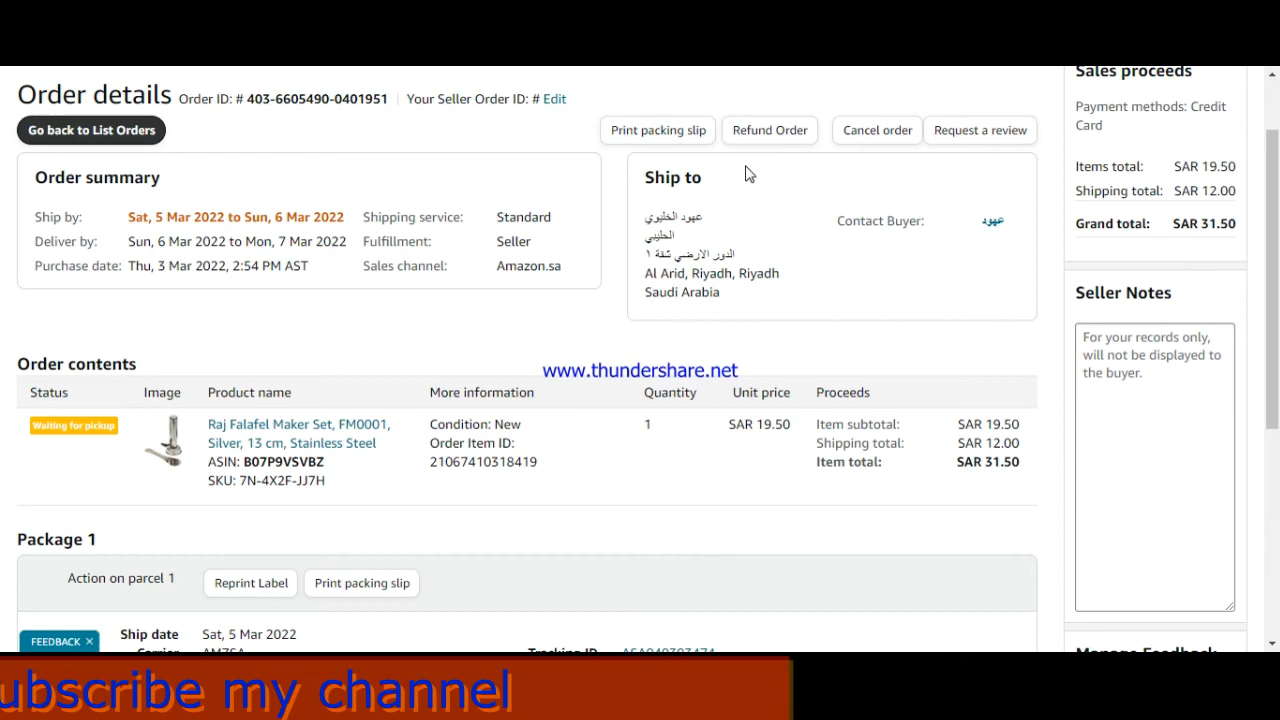 Order details Order ID: # 403-6605490-0401951 Your Seller Order ID: # Edit
Go back to List Orders
Print packing slip Refund Order Cancel order Request a review
Order summary
Ship by: Sat, 5 Mar 2022 to Sun, 6 Mar 2022 Shipping service: Standard
Deliver by: Sun, 6 Mar 2022 to Mon, 7 Mar 2022 Fulfillment: Seller
Purchase date: Thu, 3 Mar 2022, 2:54 PM AST Sales channel: Amazon.sa
Ship to
عهود الخليوي
الخليبي
الدور الارضي شقة ١
Al Arid, Riyadh, Riyadh
Saudi Arabia
Contact Buyer: عهود
Sales proceeds
Payment methods: Credit
Card
Items total: SAR 19.50
Shipping total: SAR 12.00
Grand total: SAR 31.50
Seller Notes
For your records only,
will not be displayed to
the buyer.
Order contents
www.thundershare.net
Status Image Product name More information Quantity Unit price Proceeds
Waiting for pickup
Raj Falafel Maker Set, FM0001,
Silver, 13 cm, Stainless Steel
ASIN: B07P9VSVBZ
SKU: 7N-4X2F-JJ7H
Condition: New
Order Item ID:
21067410318419
1
SAR 19.50
Item subtotal: SAR 19.50
Shipping total: SAR 12.00
Item total: SAR 31.50
Package 1
Action on parcel 1 Reprint Label Print packing slip
Ship date Sat, 5 Mar 2022
FEEDBACK ×
Manage Feedback
ubscribe my channel